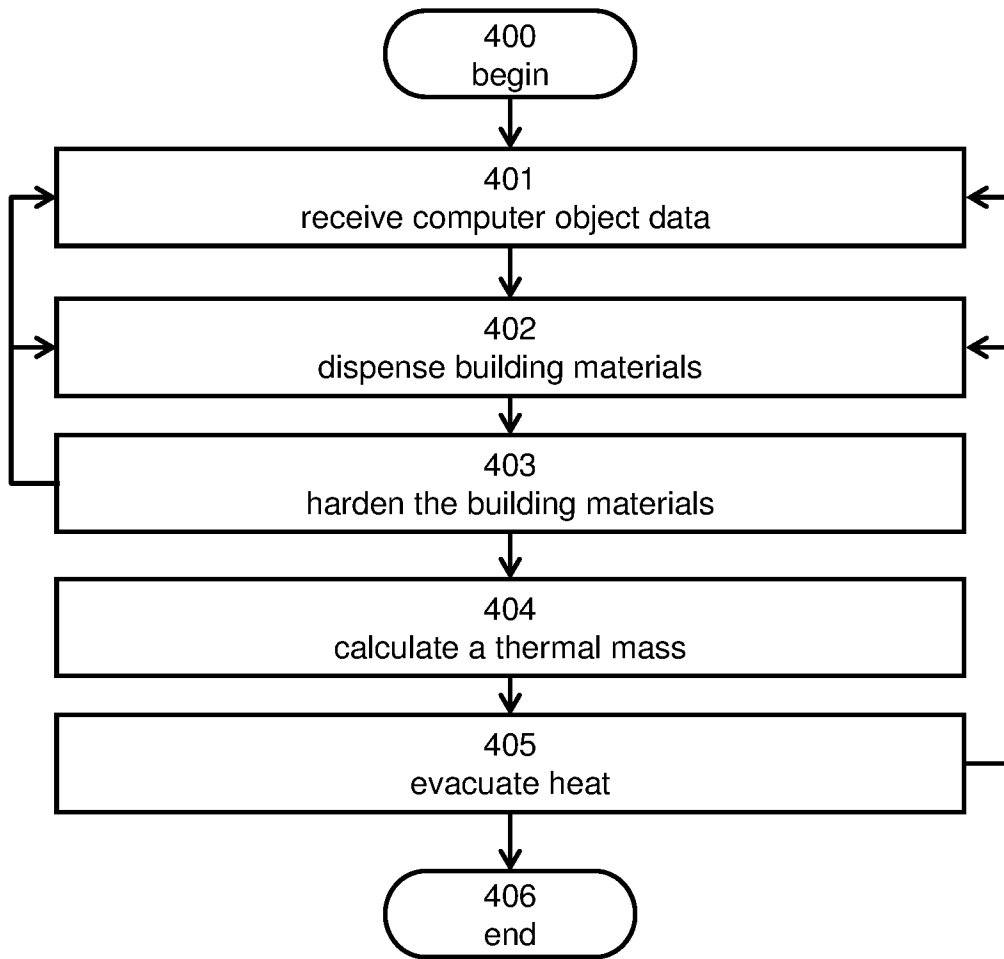 400
begin
401
receive computer object data
402
dispense building materials
403
harden the building materials
404
calculate a thermal mass
405
evacuate heat
406
end